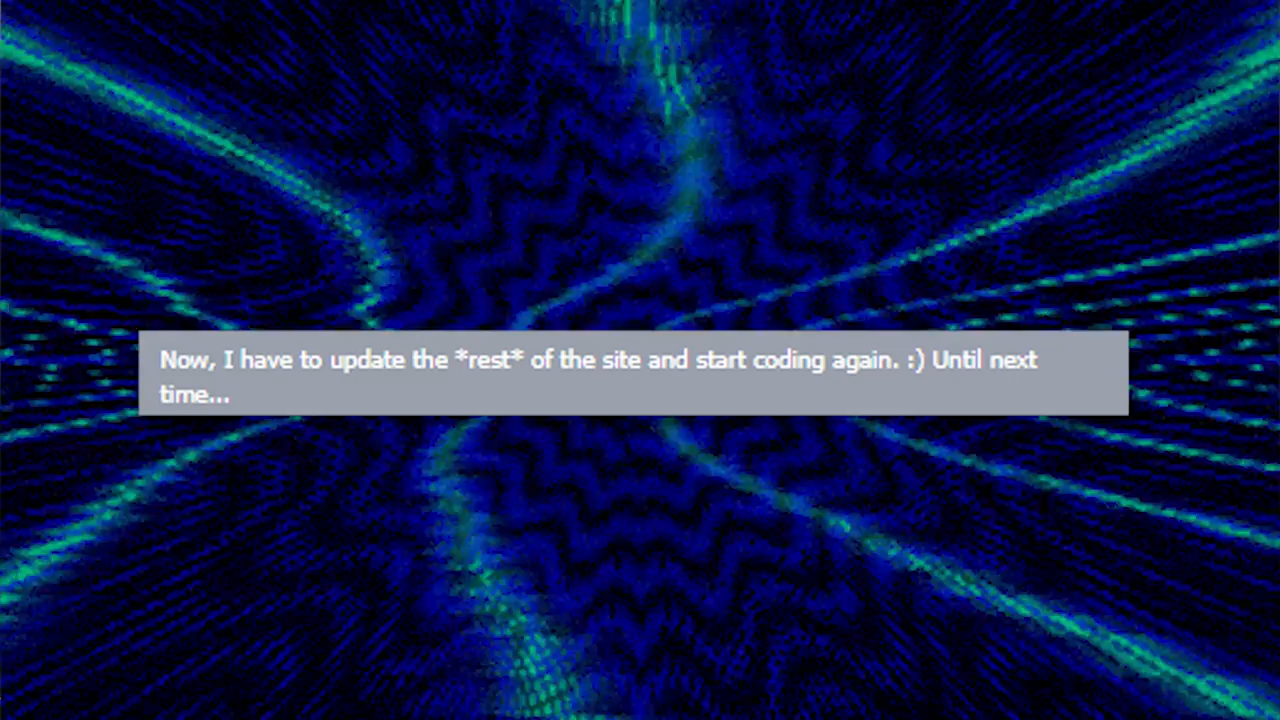 Now, I have to update the *rest* of the site and start coding again. :) Until next
time...